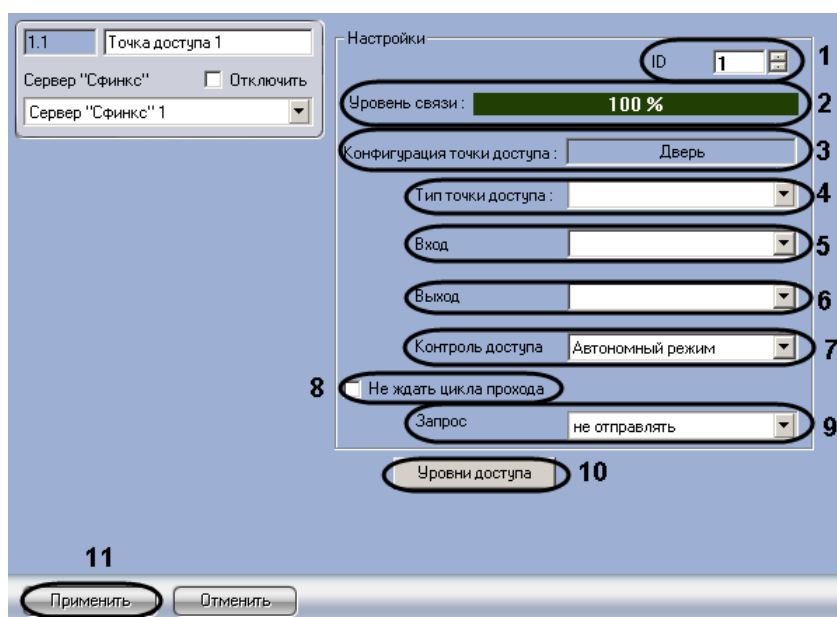 1.1 Точка доступа 1
Сервер "Сфинкс" Отключить
Сервер "Сфинкс" 1
Настройки
ID 1 1
Уровень связи : 100 % 2
Конфигурация точки доступа : Дверь 3
Тип точки доступа : 4
Вход 5
Выход 6
Контроль доступа Автономный режим 7
8 Не ждать цикла прохода
Запрос не отправлять 9
Уровни доступа 10
11
Применить Отменить